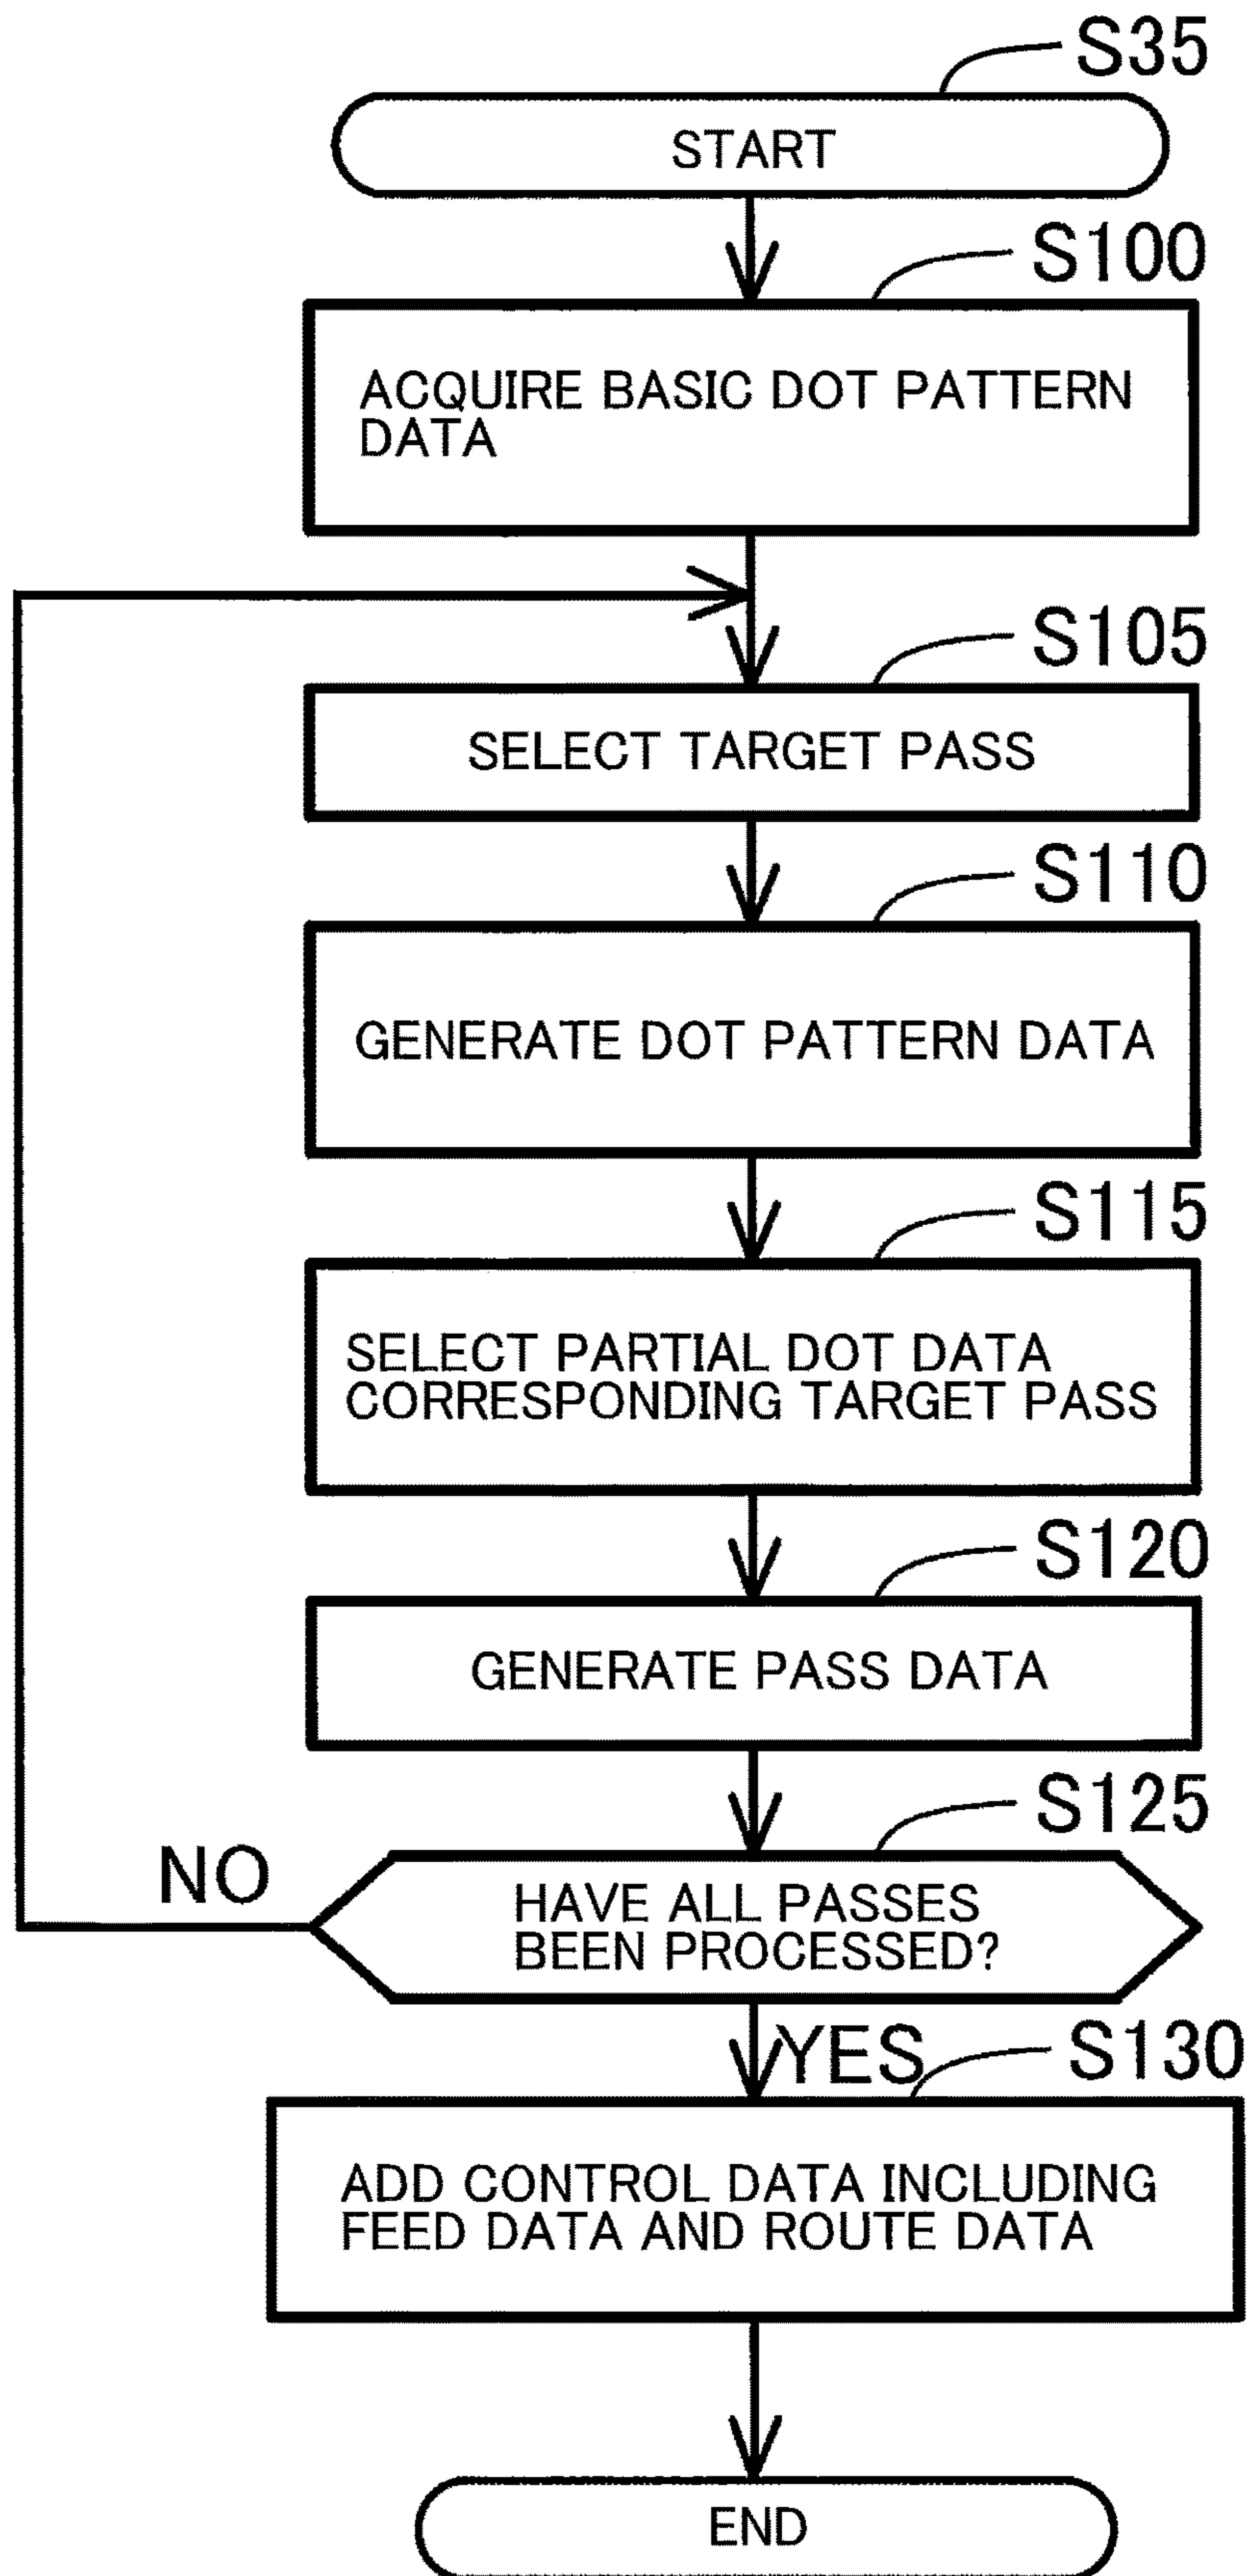 S35
START
S100
ACQUIRE BASIC DOT PATTERN
DATA
S105
SELECT TARGET PASS
S110
GENERATE DOT PATTERN DATA
S115
SELECT PARTIAL DOT DATA
CORRESPONDING TARGET PASS
S120
GENERATE PASS DATA
S125
NO
HAVE ALL PASSES
BEEN PROCESSED?
YES
S130
ADD CONTROL DATA INCLUDING
FEED DATA AND ROUTE DATA
END